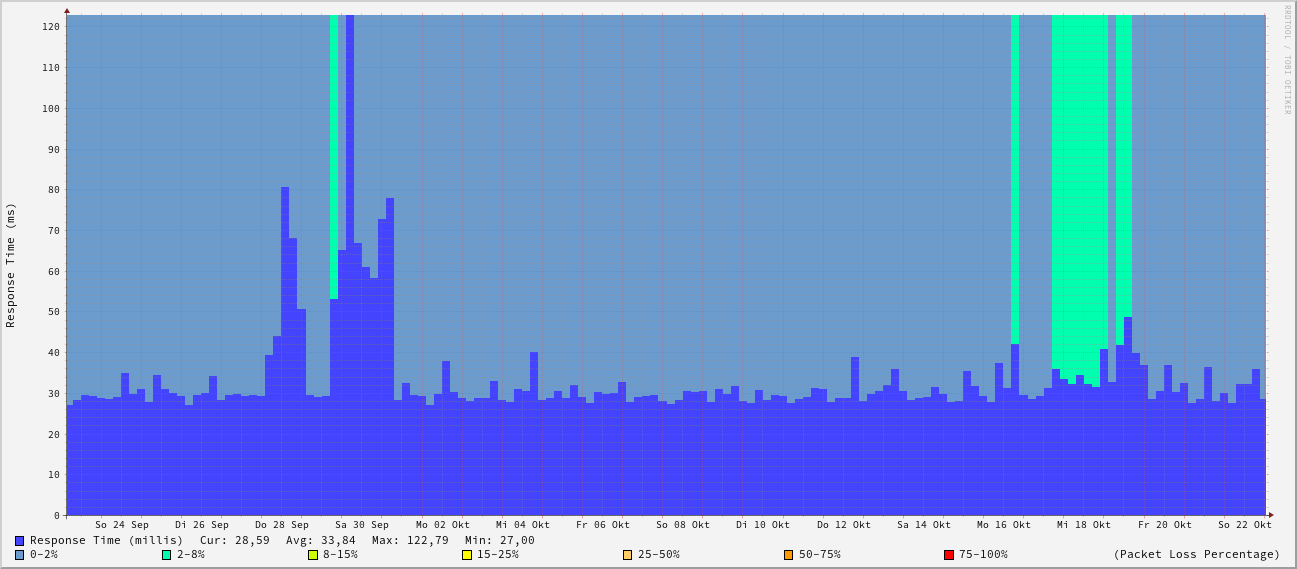 RRDTOOL / TOBI OETIKER
Response Time (ms)
120
110
100
90
80
70
60
50
40
30
20
10
0
So 24 Sep Di 26 Sep Do 28 Sep Sa 30 Sep Mo 02 Okt Mi 04 Okt Fr 06 Okt So 08 Okt Di 10 Okt Do 12 Okt Sa 14 Okt Mo 16 Okt Mi 18 Okt Fr 20 Okt So 22 Okt
Response Time (millis) Cur: 28,59 Avg: 33,84 Max: 122,79 Min: 27,00
0-2% 2-8% 8-15% 15-25% 25-50% 50-75% 75-100% (Packet Loss Percentage)